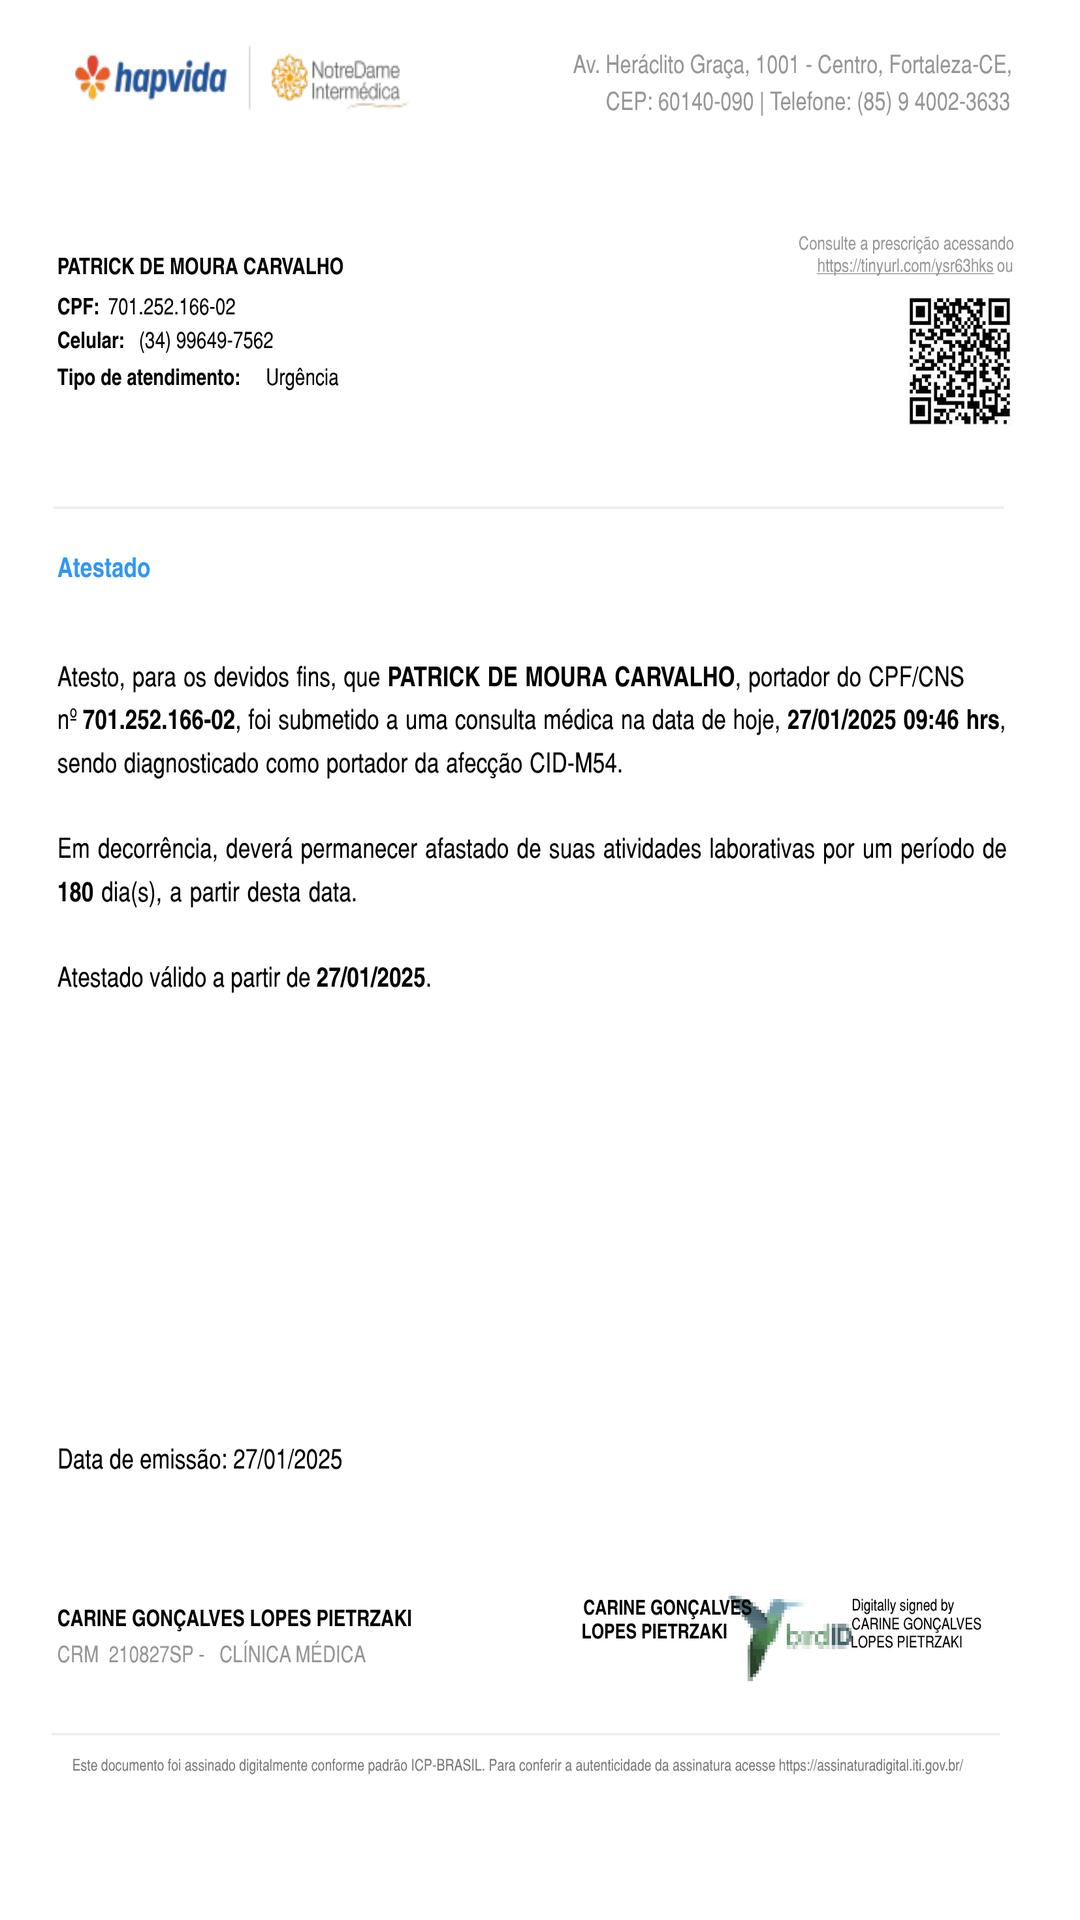 hapvida
NotreDame
Intermédica
Av. Heráclito Graça, 1001 - Centro, Fortaleza-CE,
CEP: 60140-090 | Telefone: (85) 9 4002-3633
Consulte a prescrição acessando
https://tinyurl.com/ysr63hks ou
PATRICK DE MOURA CARVALHO
CPF: 701.252.166-02
Celular: (34) 99649-7562
Tipo de atendimento: Urgência
Atestado
Atesto, para os devidos fins, que PATRICK DE MOURA CARVALHO, portador do CPF/CNS
nº 701.252.166-02, foi submetido a uma consulta médica na data de hoje, 27/01/2025 09:46 hrs,
sendo diagnosticado como portador da afecção CID-M54.
Em decorrência, deverá permanecer afastado de suas atividades laborativas por um período de
180 dia(s), a partir desta data.
Atestado válido a partir de 27/01/2025.
Data de emissão: 27/01/2025
CARINE GONÇALVES LOPES PIETRZAKI
CRM 210827SP - CLÍNICA MÉDICA
CARINE GONÇALVES
LOPES PIETRZAKI
birdID
Digitally signed by
CARINE GONÇALVES
LOPES PIETRZAKI
Este documento foi assinado digitalmente conforme padrão ICP-BRASIL. Para conferir a autenticidade da assinatura acesse https://assinaturadigital.iti.gov.br/